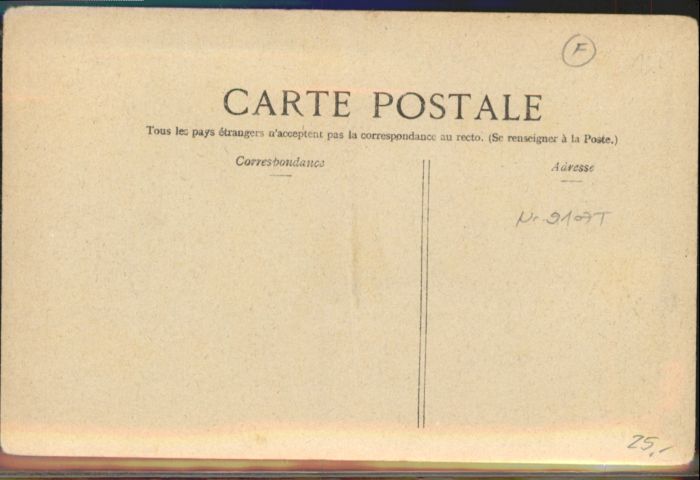 F
CARTE POSTALE
Tous les pays étrangers n'acceptent pas la correspondance au recto. (Se renseigner à la Poste.)
Correspondance
Adresse
Nr. 9107T
25,-